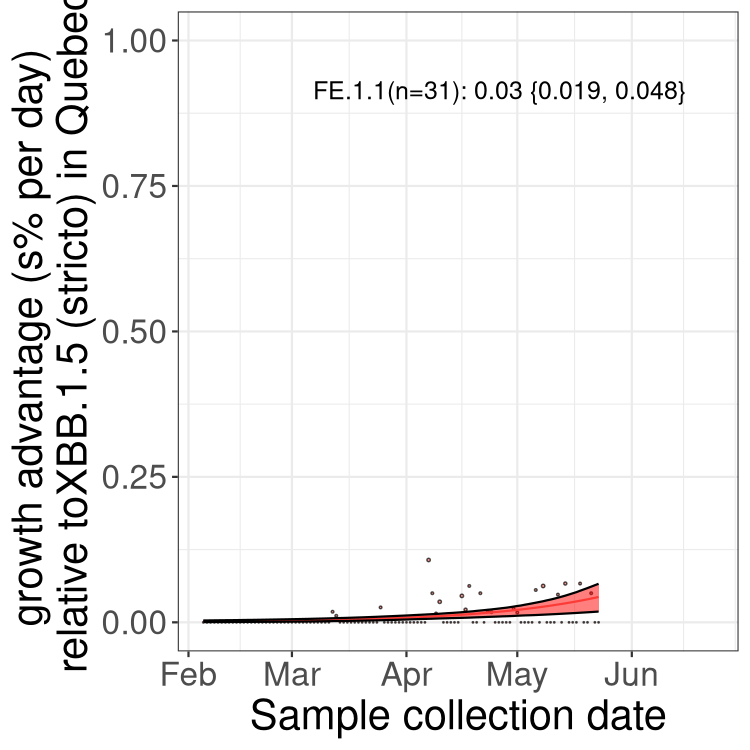 growth advantage (s% per day)
relative toXBB.1.5 (stricto) in Quebec
1.00
0.75
0.50
0.25
0.00
FE.1.1(n=31): 0.03 {0.019, 0.048}
Feb Mar Apr May Jun
Sample collection date